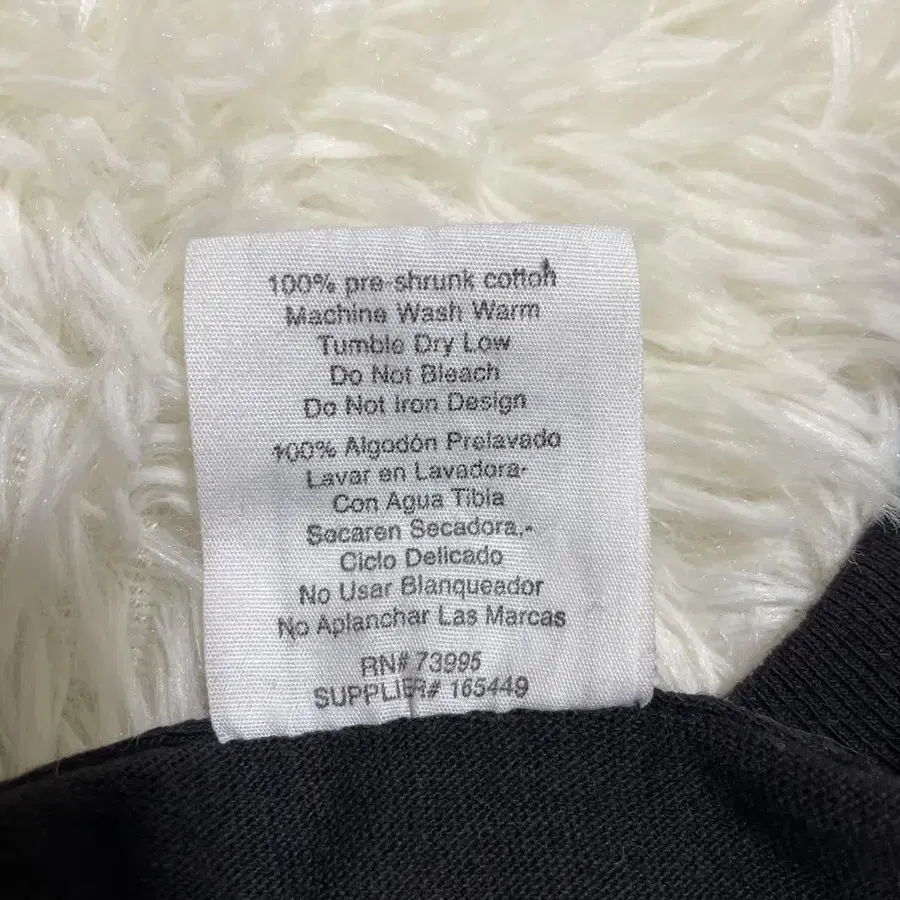 100% pre-shrunk cotton
Machine Wash Warm
Tumble Dry Low
Do Not Bleach
Do Not Iron Design
100% Algodón Prelavado
Lavar en Lavadora-
Con Agua Tibia
Secaren Secadora.-
Ciclo Delicado
No Usar Blanqueador
No Aplanchar Las Marcas
RN# 73995
SUPPLIER# 165449